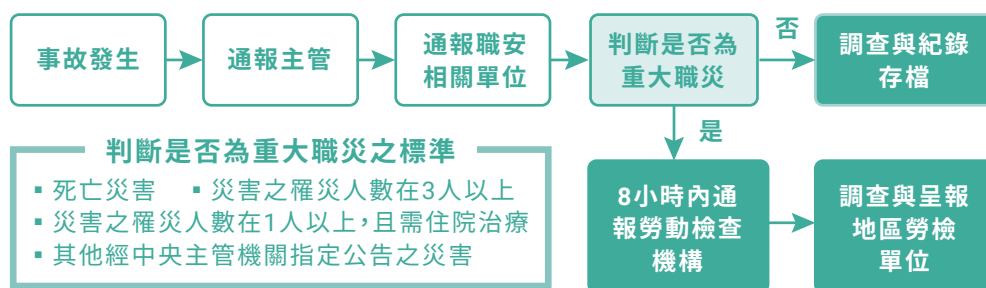 事故發生
通報主管
通報職安
相關單位
判斷是否為
重大職災
否
調查與紀錄
存檔
是
8小時內通
報勞動檢查
機構
調查與呈報
地區勞檢
單位
判斷是否為重大職災之標準
▪ 死亡災害 ▪ 災害之罹災人數在3人以上
▪ 災害之罹災人數在1人以上,且需住院治療
▪ 其他經中央主管機關指定公告之災害